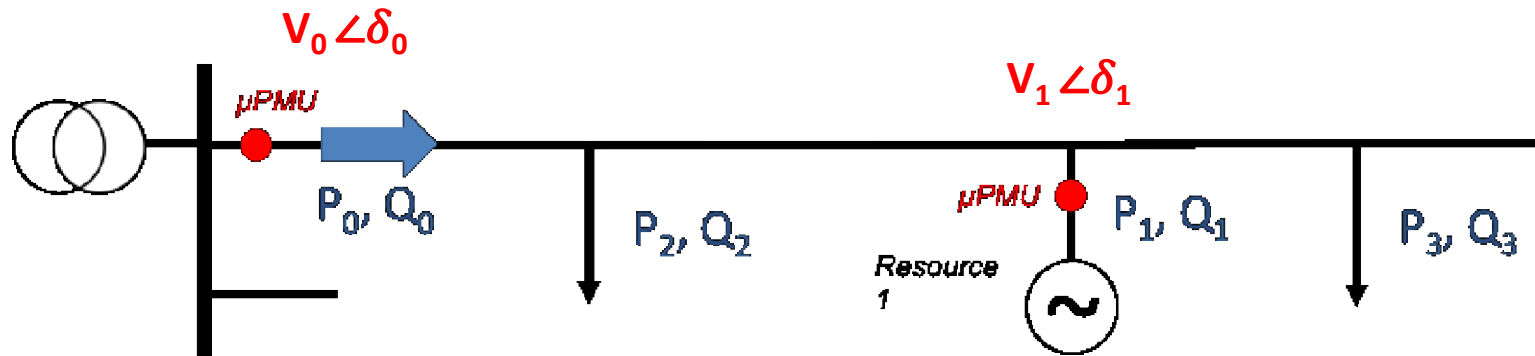 V₀∠δ₀
V₁∠δ₁
μPMU
P₀, Q₀
P₂, Q₂
μPMU
P₁, Q₁
P₃, Q₃
Resource
1